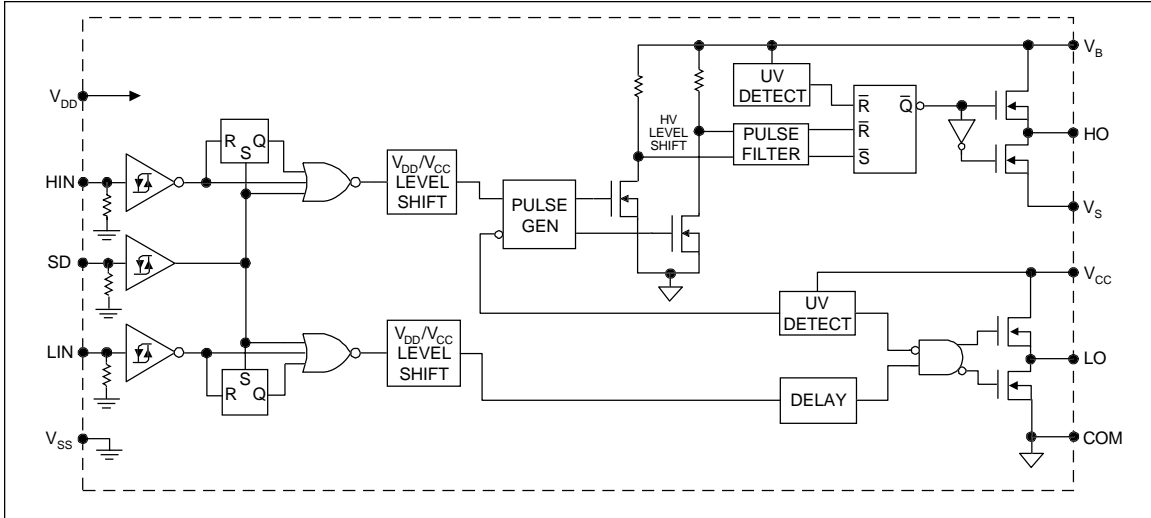 V_B
UV
DETECT
V_DD
R̅
Q̅
HV
LEVEL
SHIFT
PULSE
FILTER
R̅
S̅
HO
R
Q
S
HIN
V_DD/V_CC
LEVEL
SHIFT
PULSE
GEN
V_S
SD
V_CC
UV
DETECT
LIN
V_DD/V_CC
LEVEL
SHIFT
LO
S
R
Q
DELAY
V_SS
COM